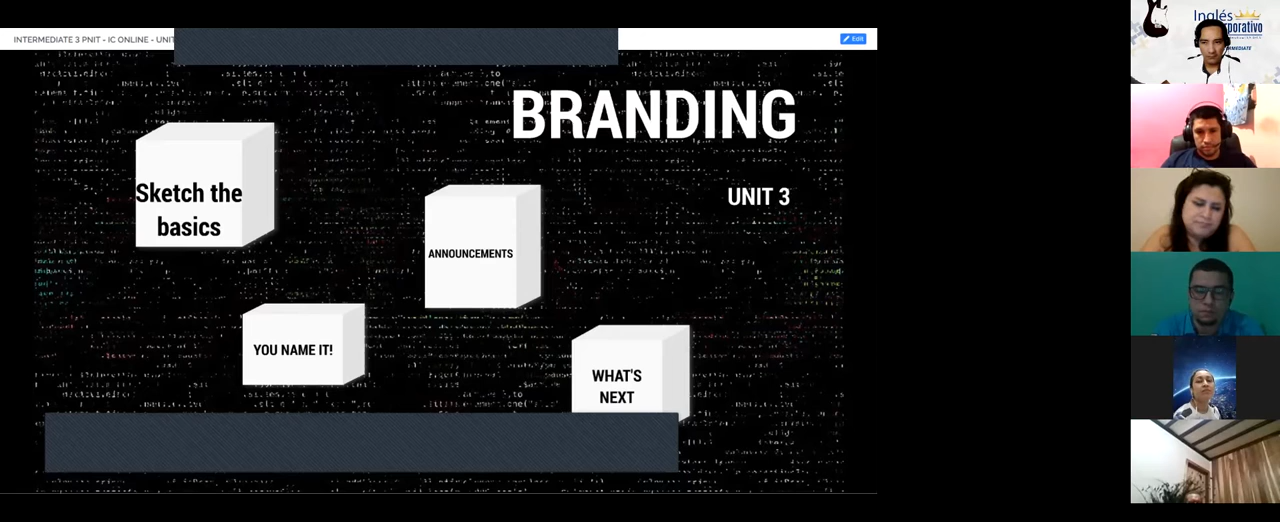 INTERMEDIATE 3 PNIT - IC ONLINE - UNIT
Edit
BRANDING
UNIT 3
Sketch the
basics
ANNOUNCEMENTS
YOU NAME IT!
WHAT'S
NEXT
Inglés